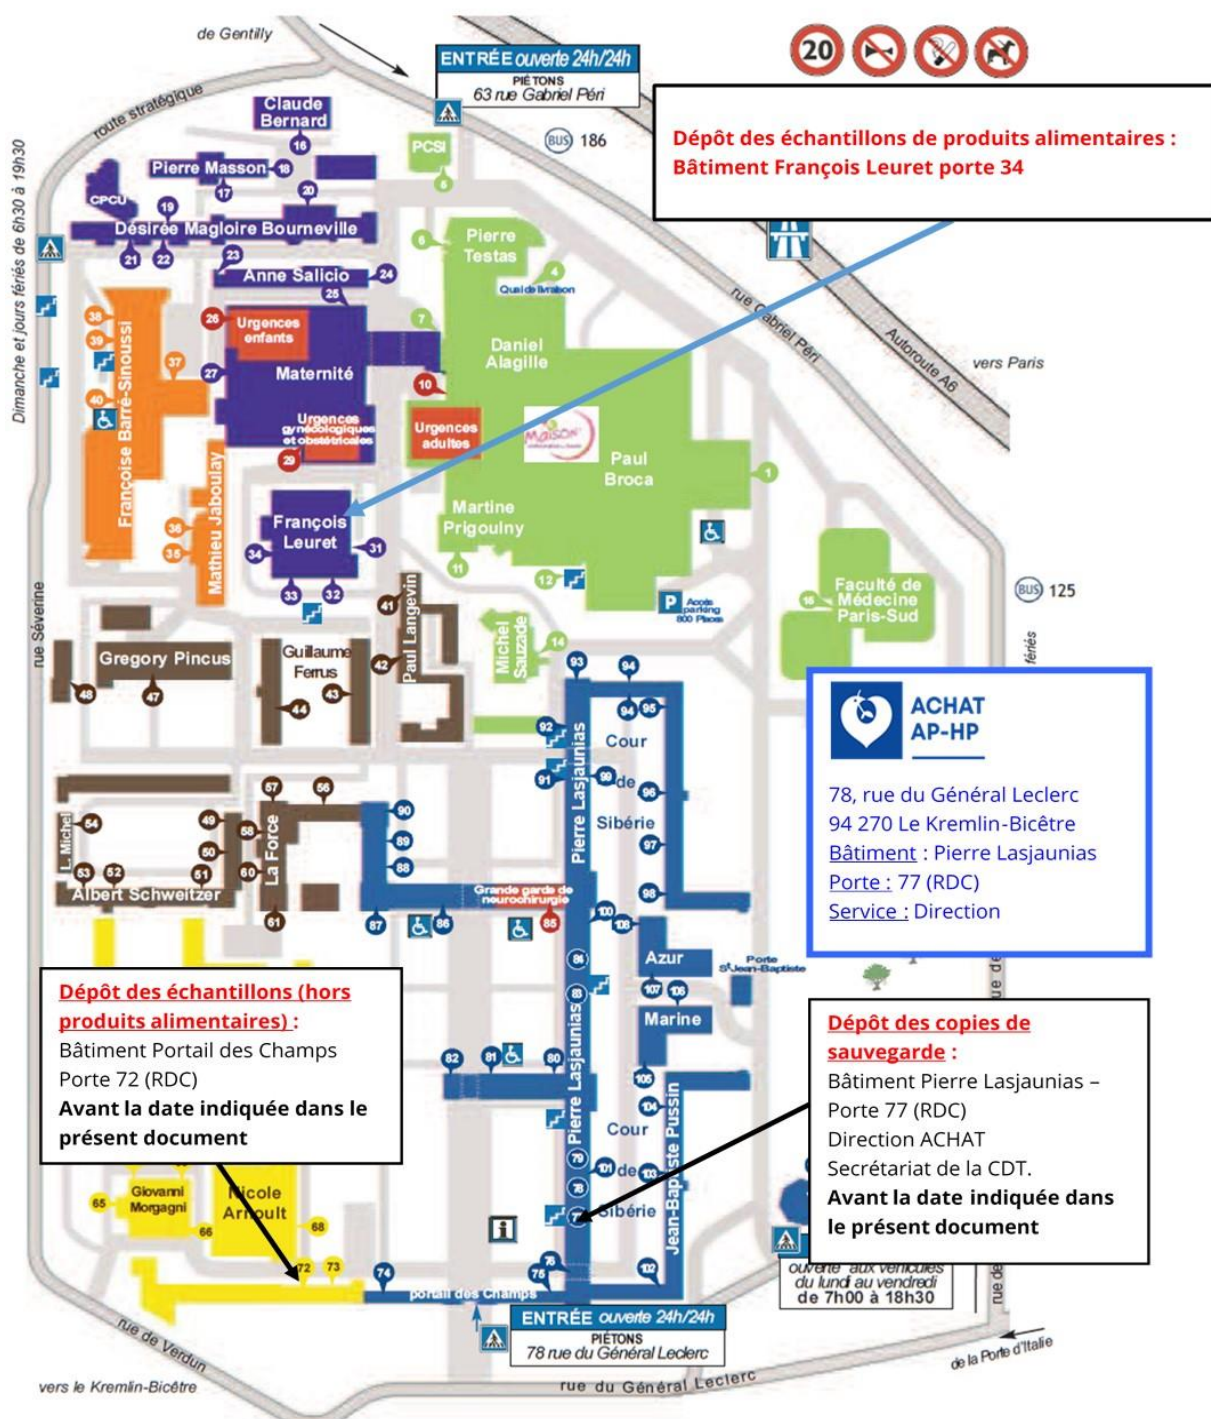 de Gentilly
ENTRÉE ouverte 24h/24h
PIÉTONS
63 rue Gabriel Péri
20
route stratégique
BUS 186
Dépôt des échantillons de produits alimentaires :
Bâtiment François Leuret porte 34
Claude
Bernard
16
Pierre Masson
18
17
PCSI
5
CPCU
19
20
Désirée Magloire Bourneville
21
22
Dimanche et jours fériés de 6h30 à 19h30
23
Anne Salicio
24
25
6
Pierre
Testas
4
Quai de livraison
rue Gabriel Péri
Autoroute A6
vers Paris
38
39
37
40
Françoise Barré-Sinoussi
26
Urgences
enfants
27
Maternité
7
Daniel
Alagille
10
Urgences
gynécologiques
et obstétricales
29
Urgences
adultes
Maison
Paul
Broca
1
Mathieu Jaboulay
36
35
François
Leuret
34
31
33
32
Martine
Prigoulny
11
12
P
Accès
parking
800 Places
Faculté de
Médecine
Paris-Sud
BUS 125
rue Séverine
fériés
Gregory Pincus
48
47
Guillaume
Ferrus
44
43
41
42
Paul Langevin
Michel
Sauzade
14
93
94
94
95
92
91
Pierre Lasjaunias
99
Cour
de
Sibérie
96
97
98
ACHAT
AP-HP
78, rue du Général Leclerc
94 270 Le Kremlin-Bicêtre
Bâtiment : Pierre Lasjaunias
Porte : 77 (RDC)
Service : Direction
57
56
58
La Force
60
61
L. Michel
54
49
50
53
52
51
Albert Schweitzer
90
89
88
87
86
Grande garde de
neurochirurgie
85
100
108
84
83
Azur
107
106
Marine
105
Porte
St Jean-Baptiste
rue de
Dépôt des échantillons (hors
produits alimentaires) :
Bâtiment Portail des Champs
Porte 72 (RDC)
Avant la date indiquée dans le
présent document
82
81
80
Pierre Lasjaunias
79
78
101
Cour
de
Sibérie
104
103
Jean-Baptiste Pussin
Dépôt des copies de
sauvegarde :
Bâtiment Pierre Lasjaunias –
Porte 77 (RDC)
Direction ACHAT
Secrétariat de la CDT.
Avant la date indiquée dans
le présent document
65
Giovanni
Morgagni
66
Nicole
Arnoult
68
72
73
74
i
75
76
102
portail des Champs
ouverte aux véhicules
du lundi au vendredi
de 7h00 à 18h30
rue de
ENTRÉE ouverte 24h/24h
PIÉTONS
78 rue du Général Leclerc
rue de Verdun
vers le Kremlin-Bicêtre
rue du Général Leclerc
de la Porte d'Italie